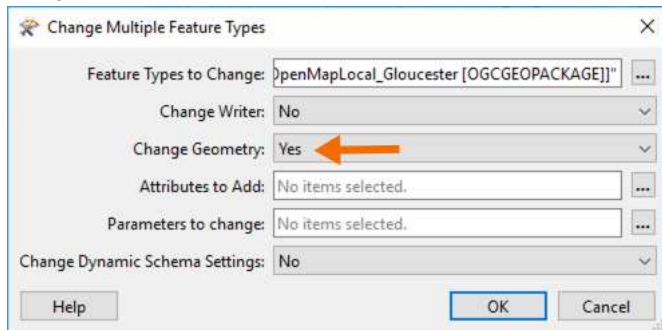 Change Multiple Feature Types
Feature Types to Change: OpenMapLocal_Gloucester [OGCGEOPACKAGE]]" ...
Change Writer: No
Change Geometry: Yes
Attributes to Add: No items selected. ...
Parameters to change: No items selected. ...
Change Dynamic Schema Settings: No
Help OK Cancel